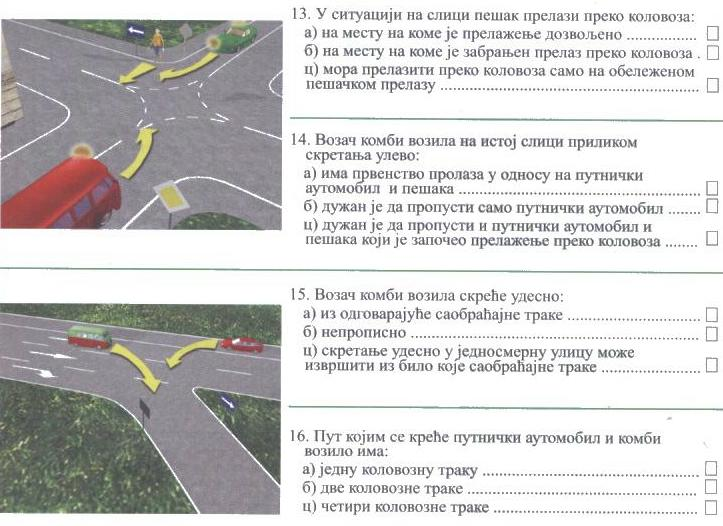 13. У ситуацији на слици пешак прелази преко коловоза:
а) на месту на коме је прелажење дозвољено
б) на месту на коме је забрањен прелаз преко коловоза .
ц) мора прелазити преко коловоза само на обележеном
пешачком прелазу
14. Возач комби возила на истој слици приликом
скретања улево:
а) има првенство пролаза у односу на путнички
аутомобил и пешака
б) дужан је да пропусти само путнички аутомобил
ц) дужан је да пропусти и путнички аутомобил и
пешака који је започео прелажење преко коловоза
15. Возач комби возила скреће удесно:
а) из одговарајуће саобраћајне траке
б) непрописно
ц) скретање удесно у једносмерну улицу може
извршити из било које саобраћајне траке
16. Пут којим се креће путнички аутомобил и комби
возило има:
а) једну коловозну траку
б) две коловозне траке
ц) четири коловозне траке